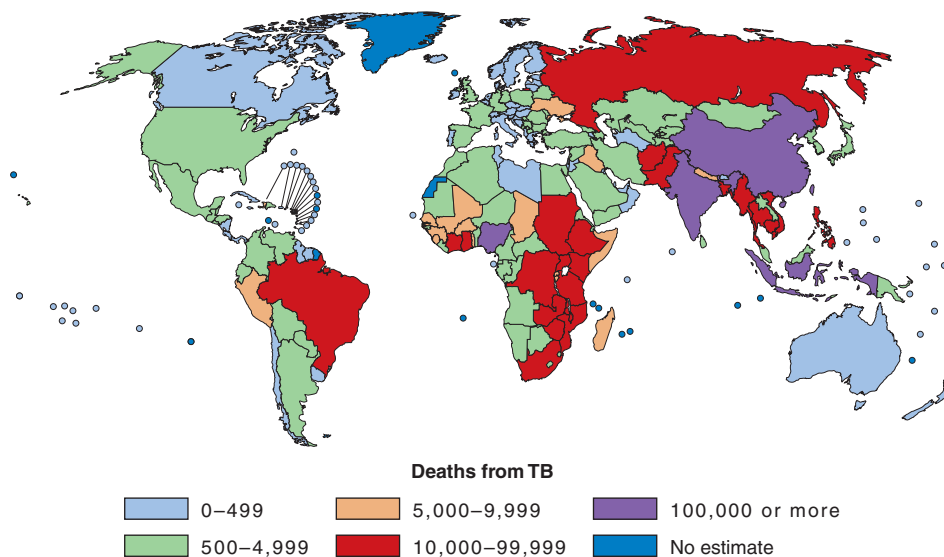 Deaths from TB
0–499
5,000–9,999
100,000 or more
500–4,999
10,000–99,999
No estimate